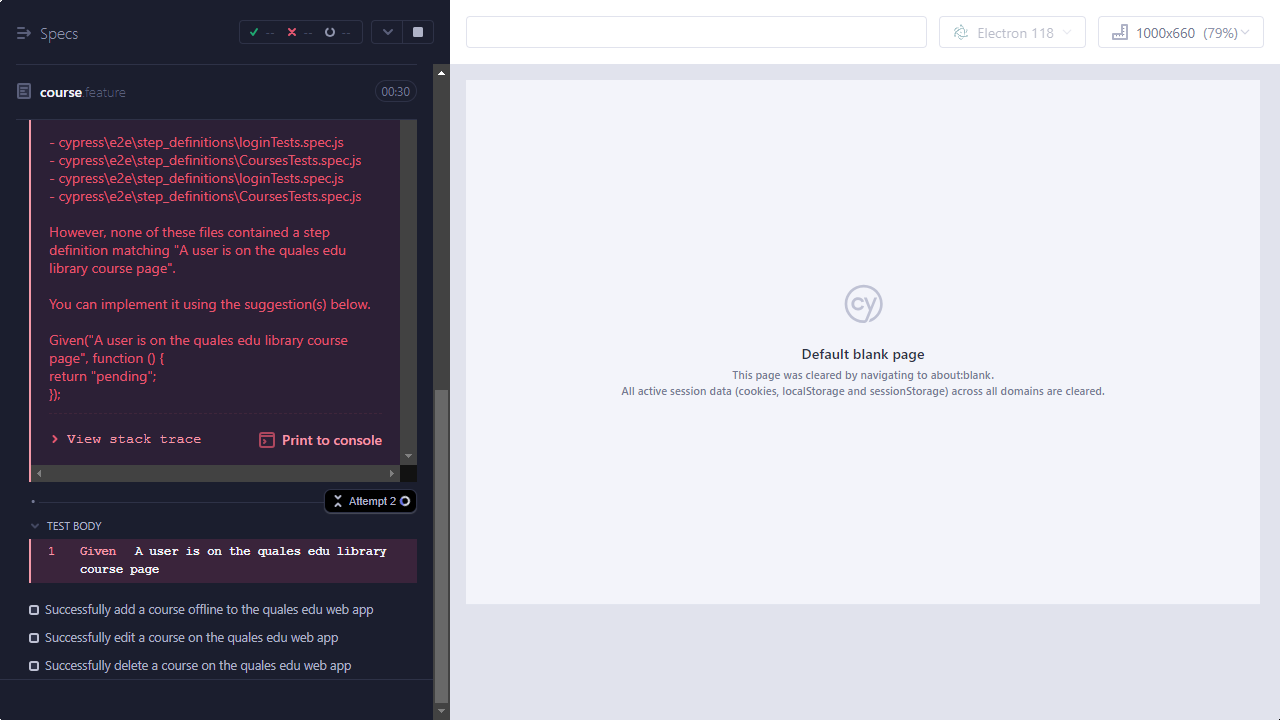 Specs
-- -- --
Electron 118
1000x660 (79%)
course.feature
00:30
- cypress\e2e\step_definitions\loginTests.spec.js
- cypress\e2e\step_definitions\CoursesTests.spec.js
- cypress\e2e\step_definitions\loginTests.spec.js
- cypress\e2e\step_definitions\CoursesTests.spec.js
However, none of these files contained a step
definition matching "A user is on the quales edu
library course page".
You can implement it using the suggestion(s) below.
Given("A user is on the quales edu library course
page", function () {
return "pending";
});
View stack trace
Print to console
Attempt 2
TEST BODY
1 Given A user is on the quales edu library
course page
Successfully add a course offline to the quales edu web app
Successfully edit a course on the quales edu web app
Successfully delete a course on the quales edu web app
cy
Default blank page
This page was cleared by navigating to about:blank.
All active session data (cookies, localStorage and sessionStorage) across all domains are cleared.